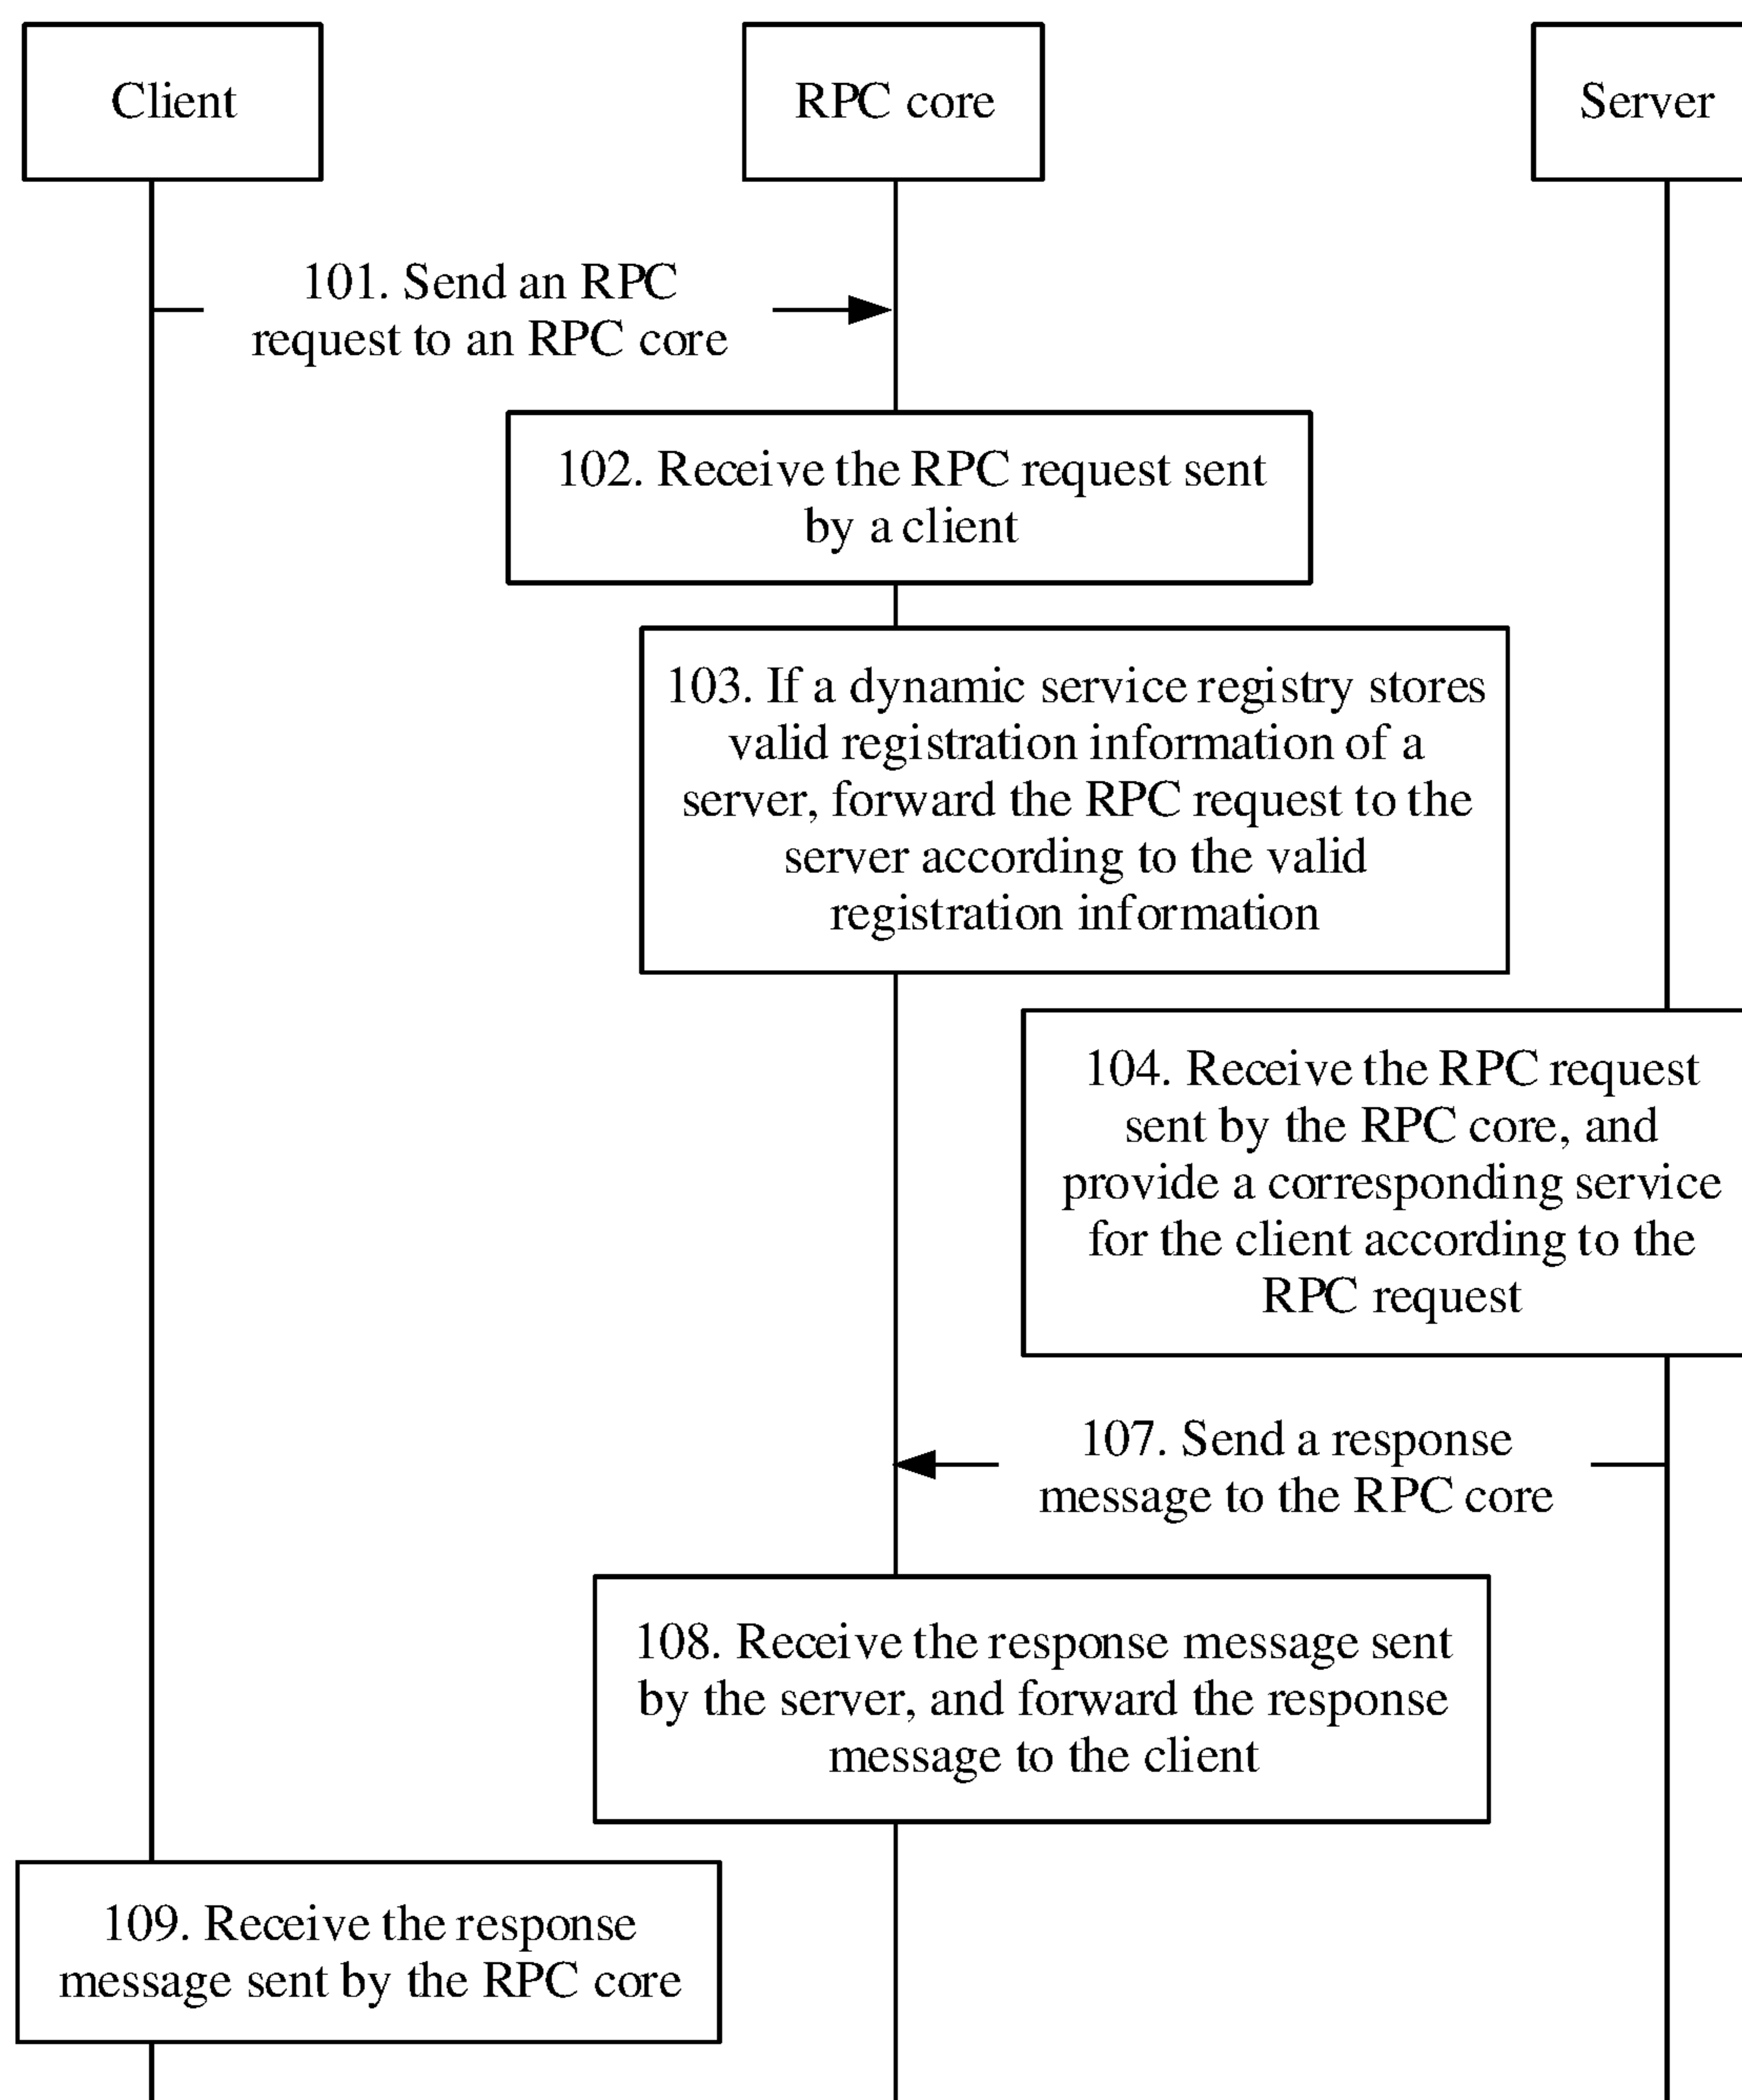 Client
RPC core
Server
101. Send an RPC
request to an RPC core
102. Receive the RPC request sent
by a client
103. If a dynamic service registry stores
valid registration information of a
server, forward the RPC request to the
server according to the valid
registration information
104. Receive the RPC request
sent by the RPC core, and
provide a corresponding service
for the client according to the
RPC request
107. Send a response
message to the RPC core
108. Receive the response message sent
by the server, and forward the response
message to the client
109. Receive the response
message sent by the RPC core